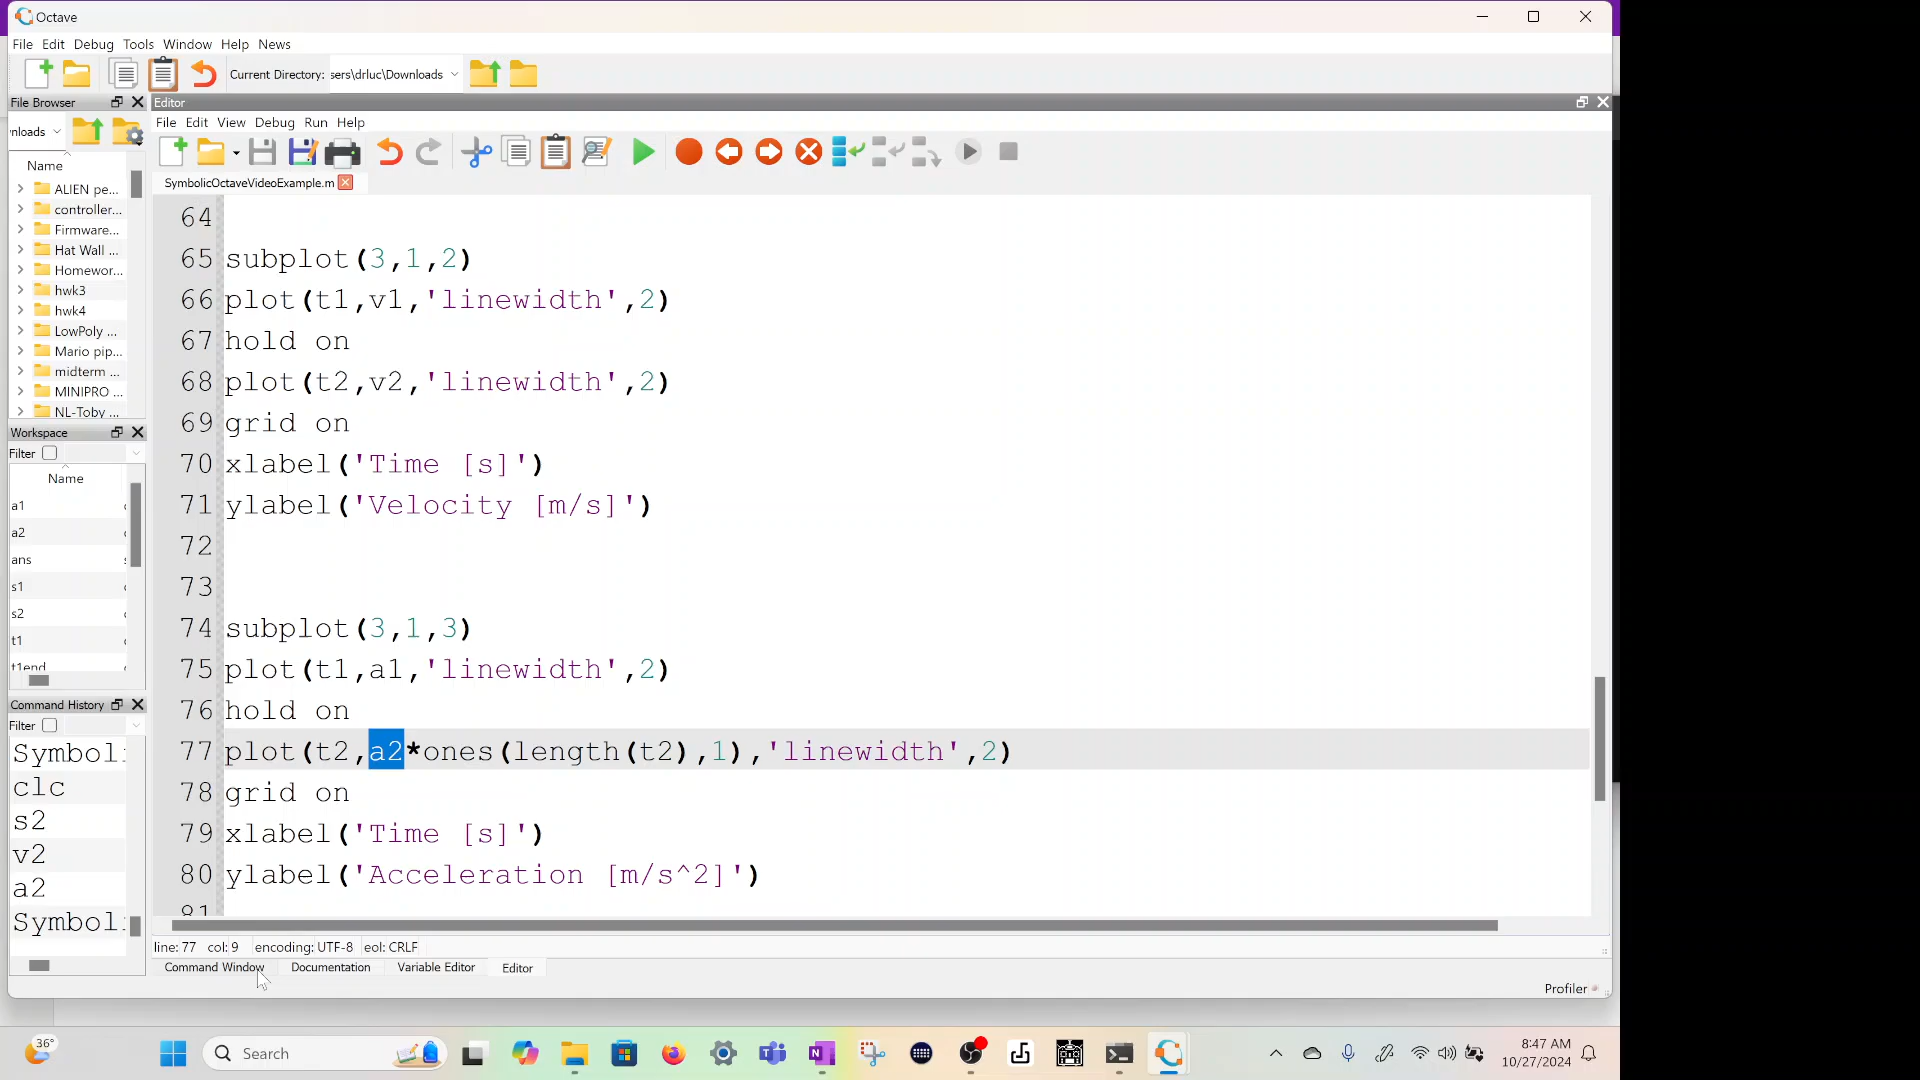 Octave
File Edit Debug Tools Window Help News
Current Directory: sers\drluc\Downloads
File Browser
nloads
Name
ALIEN pe...
controller...
Firmware...
Hat Wall ...
Homewor...
hwk3
hwk4
LowPoly ...
Mario pip...
midterm ...
MINIPRO ...
NL-Toby ...
Workspace
Filter
Name
a1
a2
ans
s1
s2
t1
t1end
Command History
Filter
Symboli
clc
s2
v2
a2
Symboli
Editor
File Edit View Debug Run Help
SymbolicOctaveVideoExample.m
64
65 subplot(3,1,2)
66 plot(t1,v1,'linewidth',2)
67 hold on
68 plot(t2,v2,'linewidth',2)
69 grid on
70 xlabel('Time [s]')
71 ylabel('Velocity [m/s]')
72
73
74 subplot(3,1,3)
75 plot(t1,a1,'linewidth',2)
76 hold on
77 plot(t2,a2*ones(length(t2),1),'linewidth',2)
78 grid on
79 xlabel('Time [s]')
80 ylabel('Acceleration [m/s^2]')
81
line: 77 col: 9 encoding: UTF-8 eol: CRLF
Command Window Documentation Variable Editor Editor
Profiler
36°
Search
8:47 AM
10/27/2024